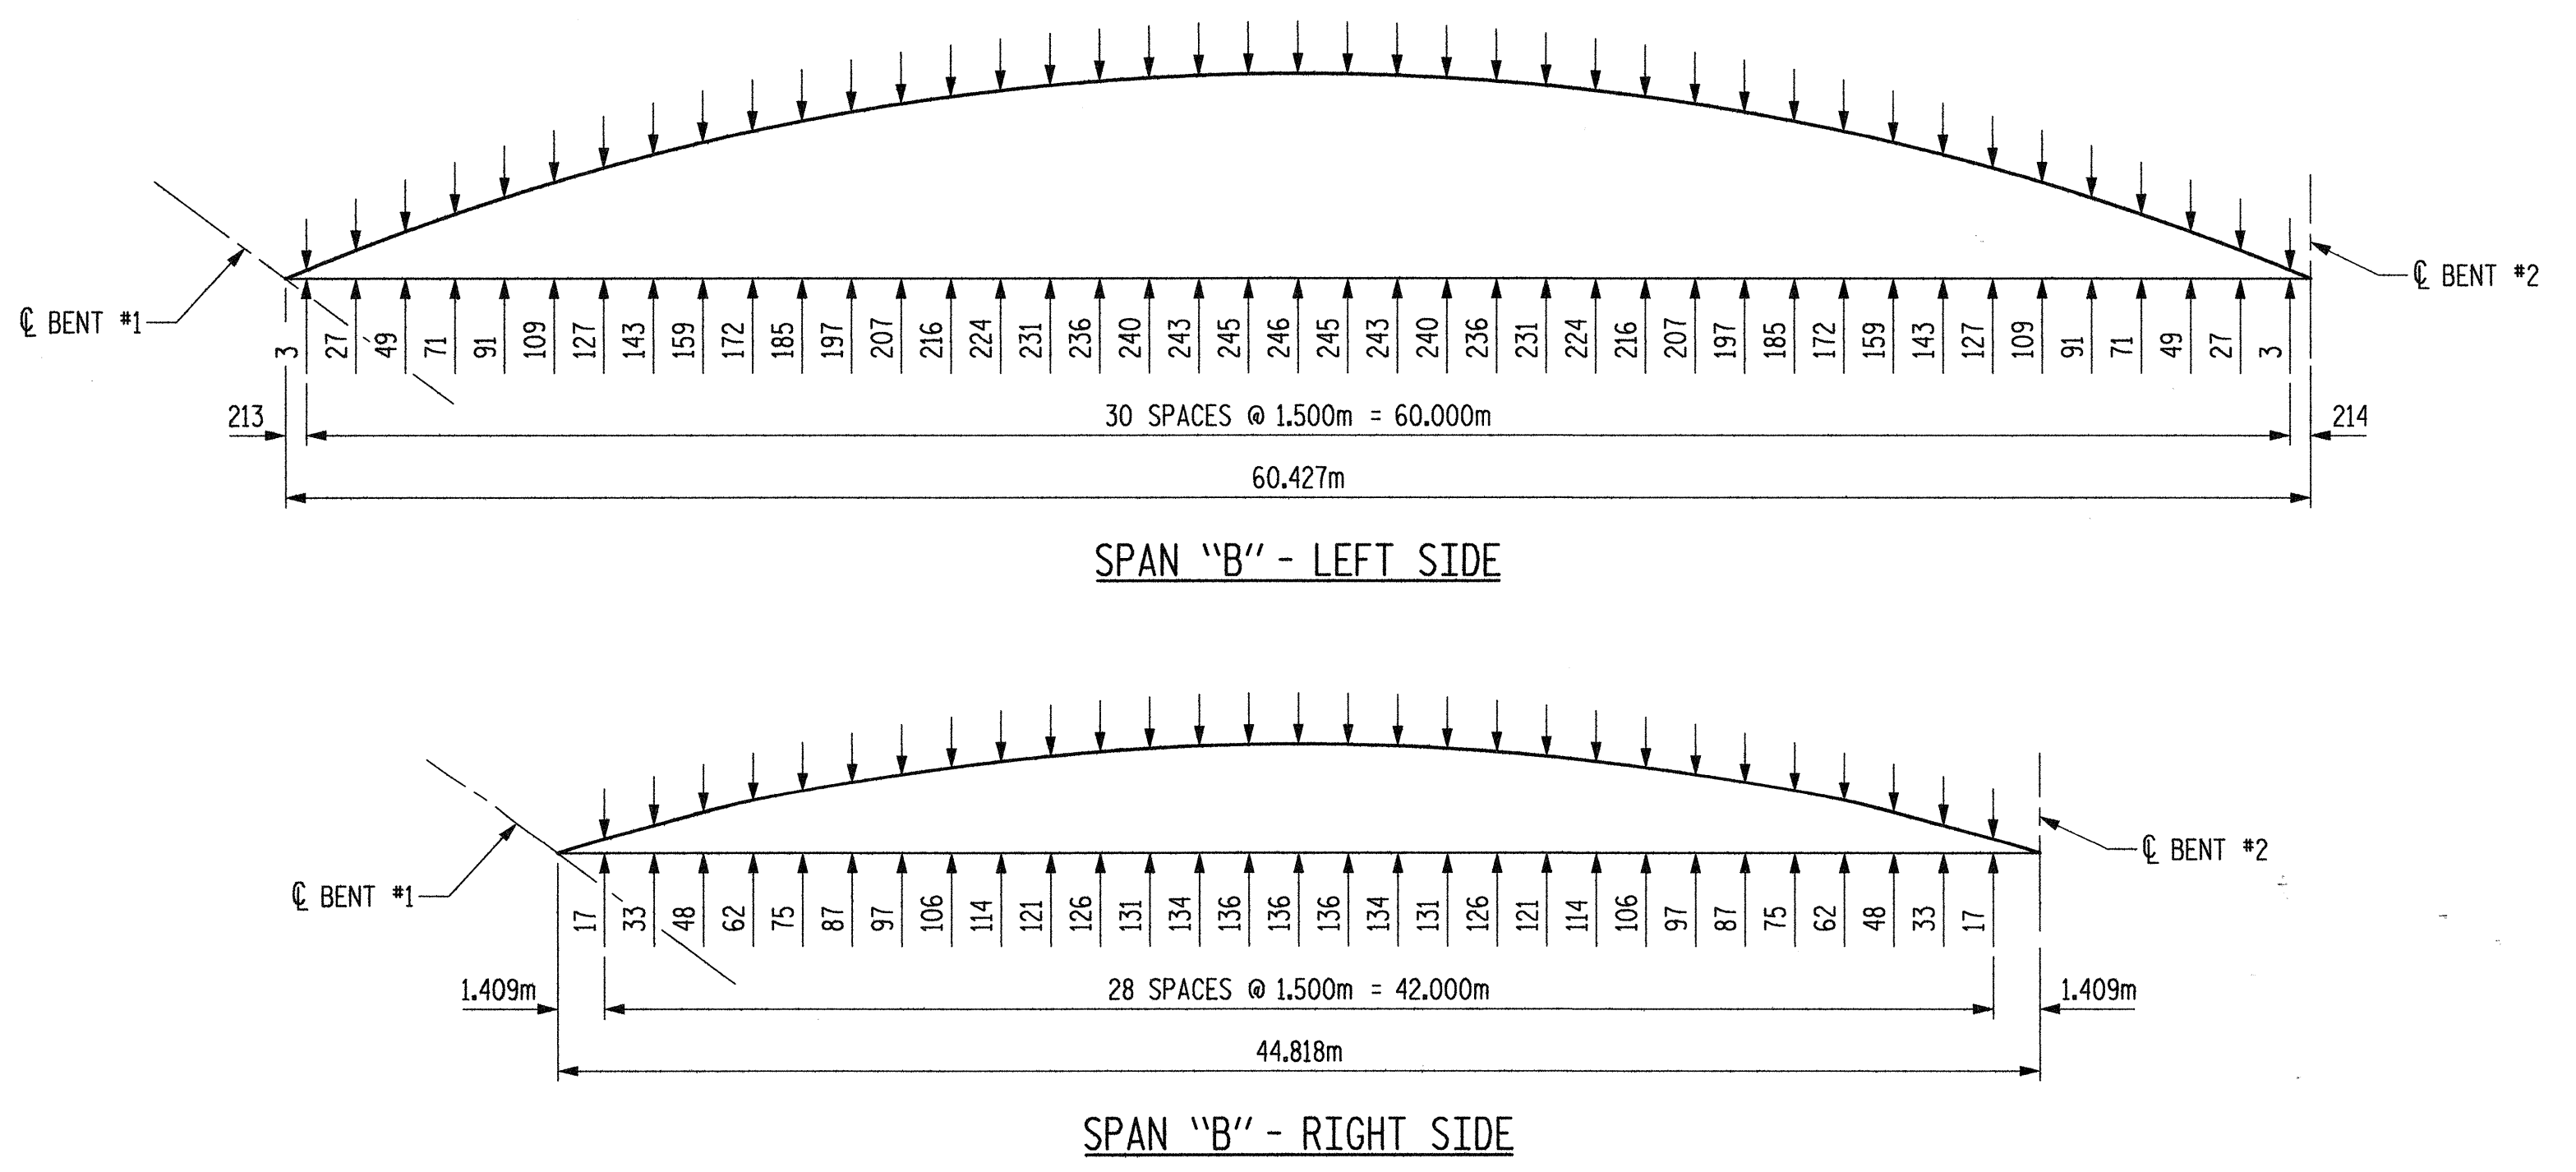 ℄ BENT #1
℄ BENT #2
3 27 49 71 91 109 127 143 159 172 185 197 207 216 224 231 236 240 243 245 246 245 243 240 236 231 224 216 207 197 185 172 159 143 127 109 91 71 49 27 3
213
30 SPACES @ 1.500m = 60.000m
214
60.427m
SPAN "B" - LEFT SIDE
℄ BENT #1
℄ BENT #2
17 33 48 62 75 87 97 106 114 121 126 131 134 136 136 136 134 131 126 121 114 106 97 87 75 62 48 33 17
1.409m
28 SPACES @ 1.500m = 42.000m
1.409m
44.818m
SPAN "B" - RIGHT SIDE